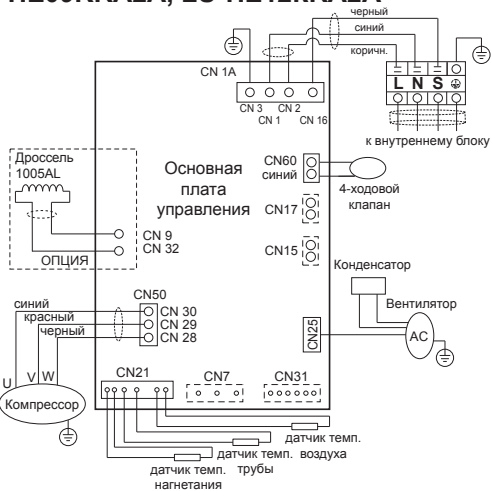 черный
синий
коричн.
CN 1A
CN 3
CN 2
CN 1
CN 16
L N S
к внутреннему блоку
Дроссель
1005AL
Основная
плата
управления
CN60
синий
4-ходовой
клапан
CN 9
CN 32
ОПЦИЯ
CN17
CN15
Конденсатор
CN50
синий
красный
черный
CN 30
CN 29
CN 28
CN25
Вентилятор
AC
U
V
W
Компрессор
CN21
CN7
CN31
датчик темп.
воздуха
датчик темп.
трубы
датчик темп.
нагнетания